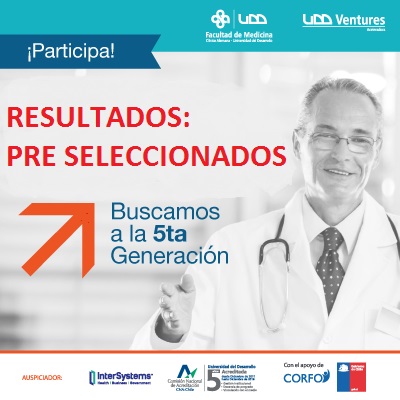 ¡Participa!
UDD
Facultad de Medicina
Clínica Alemana - Universidad del Desarrollo
UDD Ventures
RESULTADOS:
PRE SELECCIONADOS
Buscamos
a la 5ta
Generación
AUSPICIADOR:
InterSystems
Health | Business | Government
Comisión Nacional
de Acreditación
CNA-Chile
Universidad del Desarrollo
5
Acreditada
Con el apoyo de
CORFO